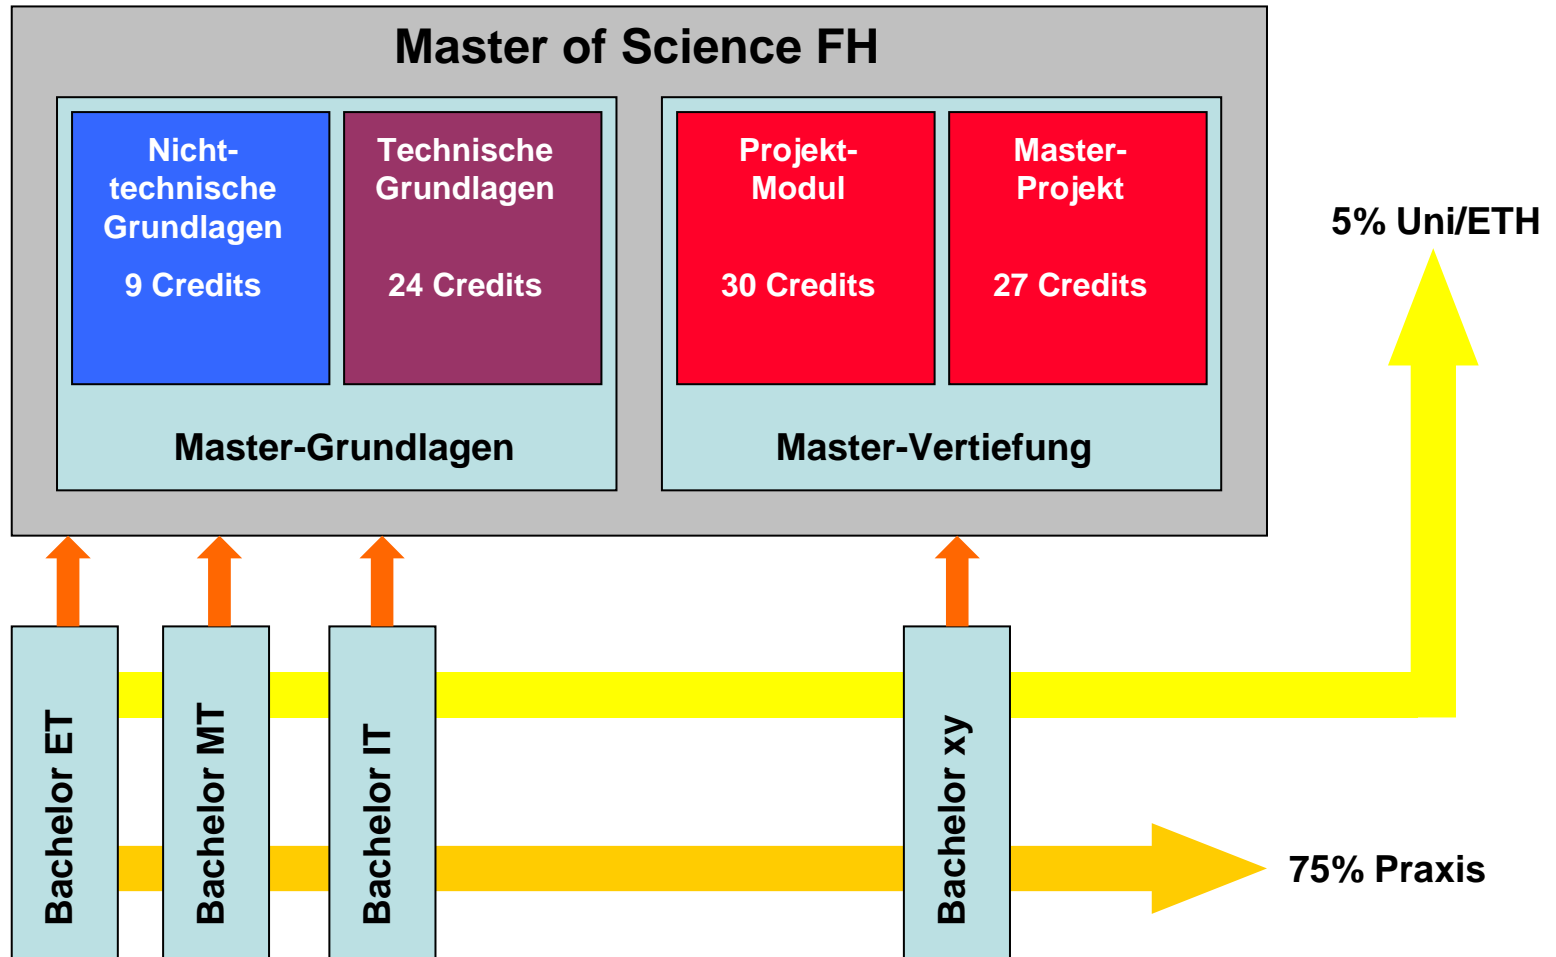 Master of Science FH
Nicht-
technische
Grundlagen
9 Credits
Technische
Grundlagen
24 Credits
Projekt-
Modul
30 Credits
Master-
Projekt
27 Credits
Master-Grundlagen
Master-Vertiefung
5% Uni/ETH
Bachelor ET
Bachelor MT
Bachelor IT
Bachelor xy
75% Praxis